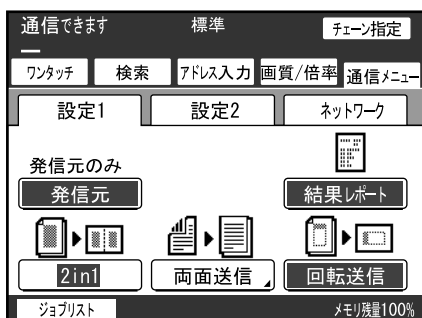 通信できます 標準 チェーン指定
ワンタッチ 検索 アドレス入力 画質/倍率 通信メニュー
設定1 設定2 ネットワーク
発信元のみ
発信元 結果レポート
2in1 両面送信 回転送信
ジョブリスト メモリ残量100%